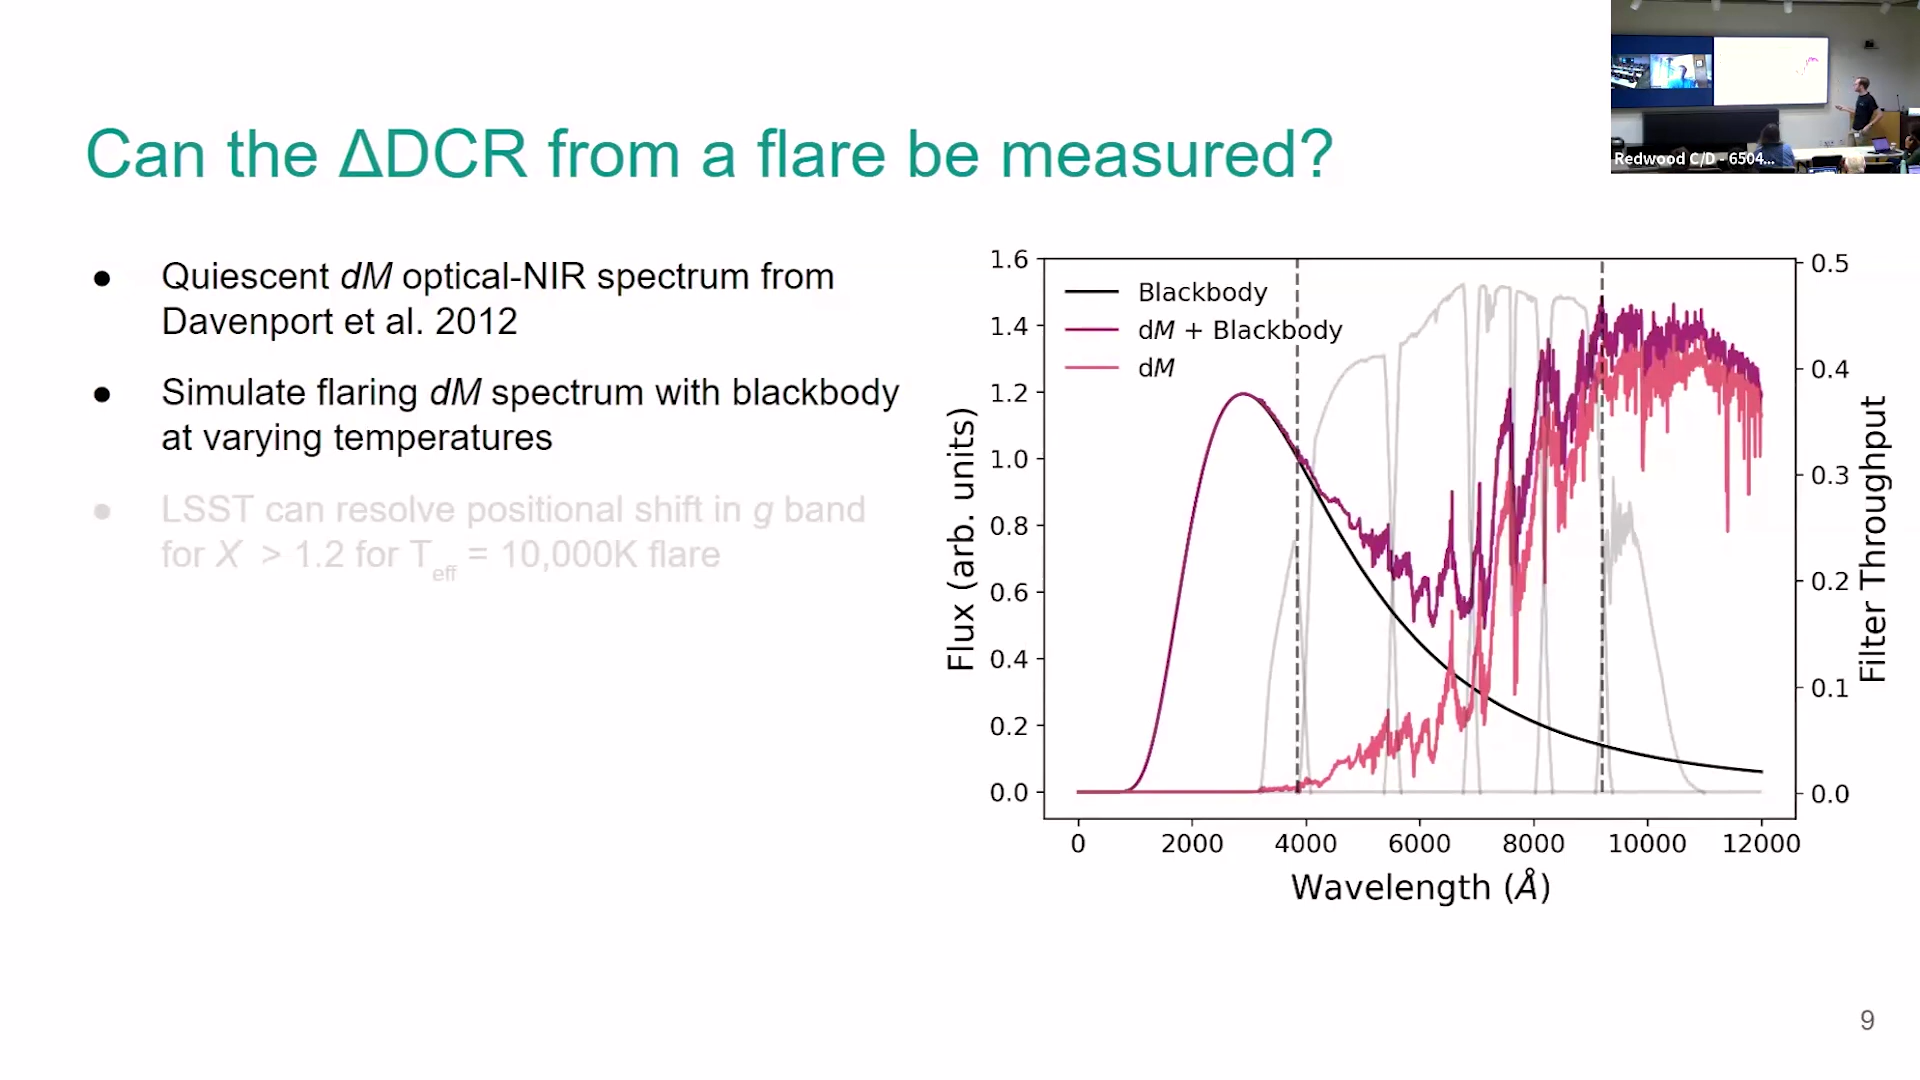 Can the ΔDCR from a flare be measured?
Redwood C/D - 6504...
● Quiescent dM optical-NIR spectrum from
Davenport et al. 2012
● Simulate flaring dM spectrum with blackbody
at varying temperatures
● LSST can resolve positional shift in g band
for X > 1.2 for Teff = 10,000K flare
Blackbody
dM + Blackbody
dM
Flux (arb. units)
1.6
1.4
1.2
1.0
0.8
0.6
0.4
0.2
0.0
0.5
0.4
0.3
0.2
0.1
0.0
Filter Throughput
0 2000 4000 6000 8000 10000 12000
Wavelength (Å)
9